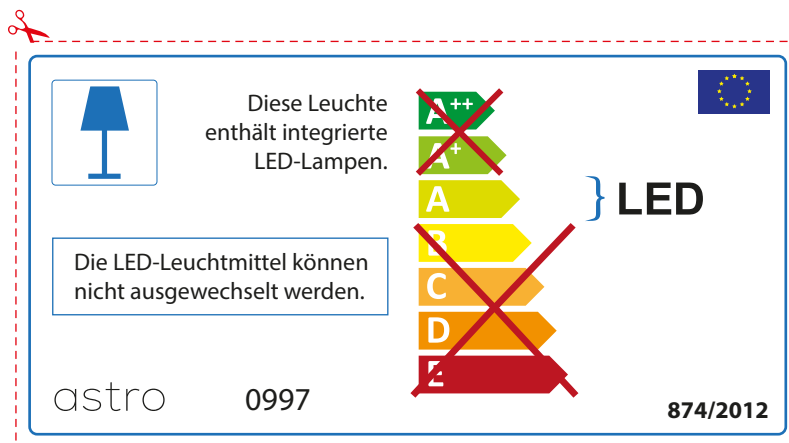 Diese Leuchte
enthält integrierte
LED-Lampen.
Die LED-Leuchtmittel können
nicht ausgewechselt werden.
astro
0997
A++
A+
A
B
C
D
E
LED
874/2012